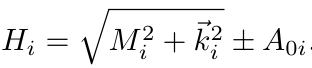 $H_i = \sqrt{M_i^2 + \vec{k}_i^2} \pm A_{0i}.$